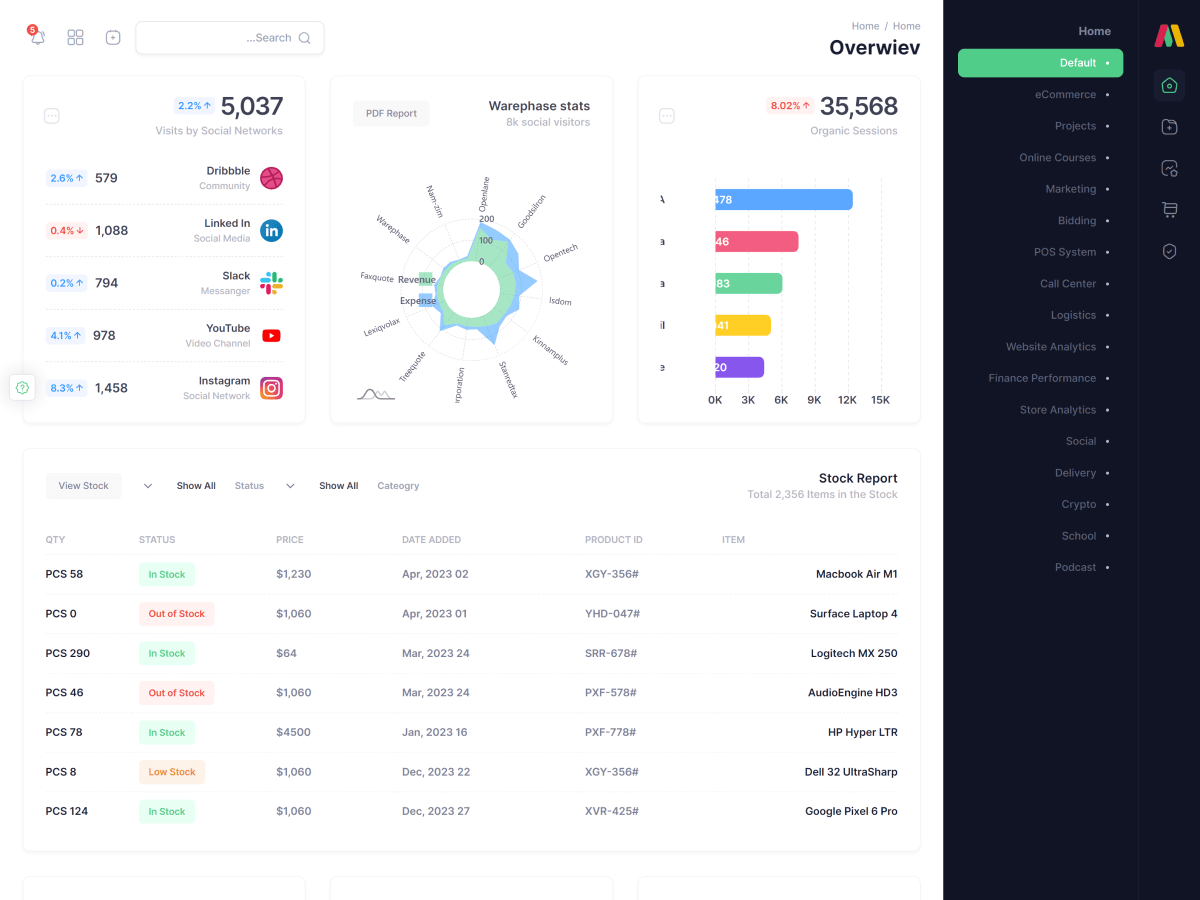 5
Search...
Home / Home
Overwiev
Home
Default
eCommerce
Projects
Online Courses
Marketing
Bidding
POS System
Call Center
Logistics
Website Analytics
Finance Performance
Store Analytics
Social
Delivery
Crypto
School
Podcast
2.2% 5,037
Visits by Social Networks
2.6% 579 Dribbble
Community
0.4% 1,088 Linked In
Social Media
0.2% 794 Slack
Messanger
4.1% 978 YouTube
Video Channel
8.3% 1,458 Instagram
Social Network
PDF Report
Warephase stats
8k social visitors
Openlane
Goodsilron
Opentech
Isdom
Kinnamplus
Stanredtax
rporation
Treequote
Lexiqvolax
Faxquote
Warephase
Nam-zim
200
100
0
Revenue
Expense
8.02% 35,568
Organic Sessions
478
46
83
041
20
0K 3K 6K 9K 12K 15K
View Stock Show All Status Show All Cateogry
Stock Report
Total 2,356 Items in the Stock
QTY STATUS PRICE DATE ADDED PRODUCT ID ITEM
PCS 58 In Stock $1,230 Apr, 2023 02 XGY-356# Macbook Air M1
PCS 0 Out of Stock $1,060 Apr, 2023 01 YHD-047# Surface Laptop 4
PCS 290 In Stock $64 Mar, 2023 24 SRR-678# Logitech MX 250
PCS 46 Out of Stock $1,060 Mar, 2023 24 PXF-578# AudioEngine HD3
PCS 78 In Stock $4500 Jan, 2023 16 PXF-778# HP Hyper LTR
PCS 8 Low Stock $1,060 Dec, 2023 22 XGY-356# Dell 32 UltraSharp
PCS 124 In Stock $1,060 Dec, 2023 27 XVR-425# Google Pixel 6 Pro